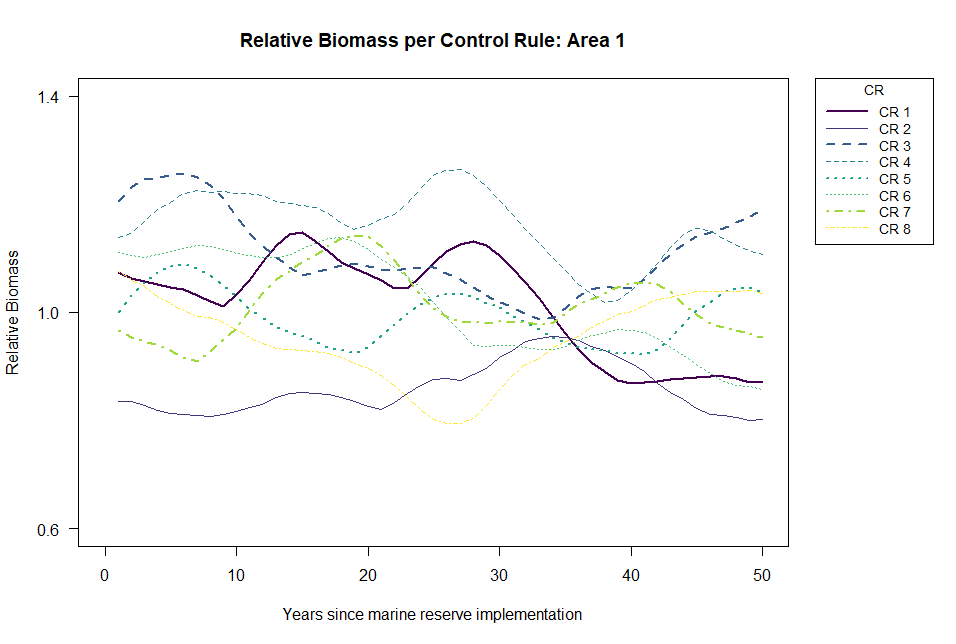 Relative Biomass per Control Rule: Area 1
CR
CR 1
CR 2
CR 3
CR 4
CR 5
CR 6
CR 7
CR 8
Relative Biomass
1.4
1.0
0.6
0 10 20 30 40 50
Years since marine reserve implementation